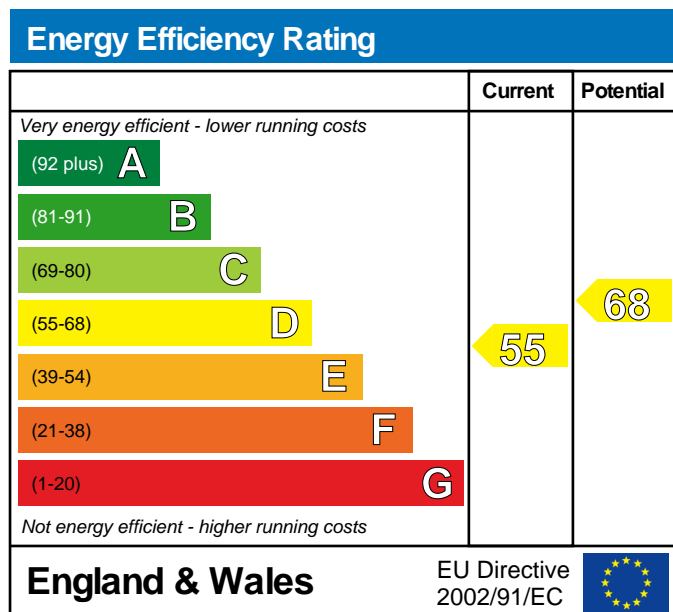 Energy Efficiency Rating
Current Potential
Very energy efficient - lower running costs
(92 plus) A
(81-91) B
(69-80) C
(55-68) D
(39-54) E
(21-38) F
(1-20) G
55
68
Not energy efficient - higher running costs
England & Wales
EU Directive
2002/91/EC